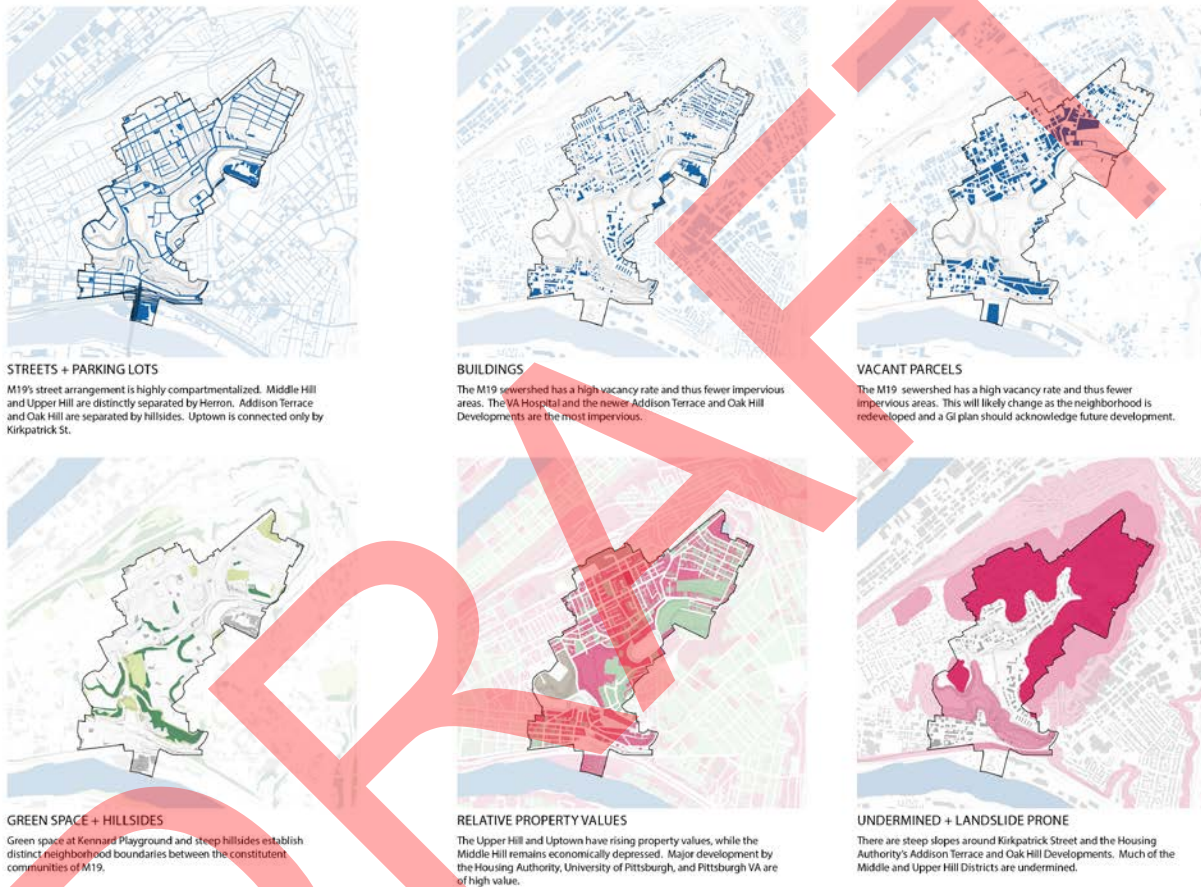 STREETS + PARKING LOTS
M19's street arrangement is highly compartmentalized. Middle Hill
and Upper Hill are distinctly separated by Herron. Addison Terrace
and Oak Hill are separated by hillsides. Uptown is connected only by
Kirkpatrick St.
BUILDINGS
The M19 sewershed has a high vacancy rate and thus fewer impervious
areas. The VA Hospital and the newer Addison Terrace and Oak Hill
Developments are the most impervious.
VACANT PARCELS
The M19 sewershed has a high vacancy rate and thus fewer
impervious areas. This will likely change as the neighborhood is
redeveloped and a GI plan should acknowledge future development.
GREEN SPACE + HILLSIDES
Green space at Kennard Playground and steep hillsides establish
distinct neighborhood boundaries between the constituent
communities of M19.
RELATIVE PROPERTY VALUES
The Upper Hill and Uptown have rising property values, while the
Middle Hill remains economically depressed. Major development by
the Housing Authority, University of Pittsburgh, and Pittsburgh VA are
of high value.
UNDERMINED + LANDSLIDE PRONE
There are steep slopes around Kirkpatrick Street and the Housing
Authority's Addison Terrace and Oak Hill Developments. Much of the
Middle and Upper Hill Districts are undermined.
DRAFT